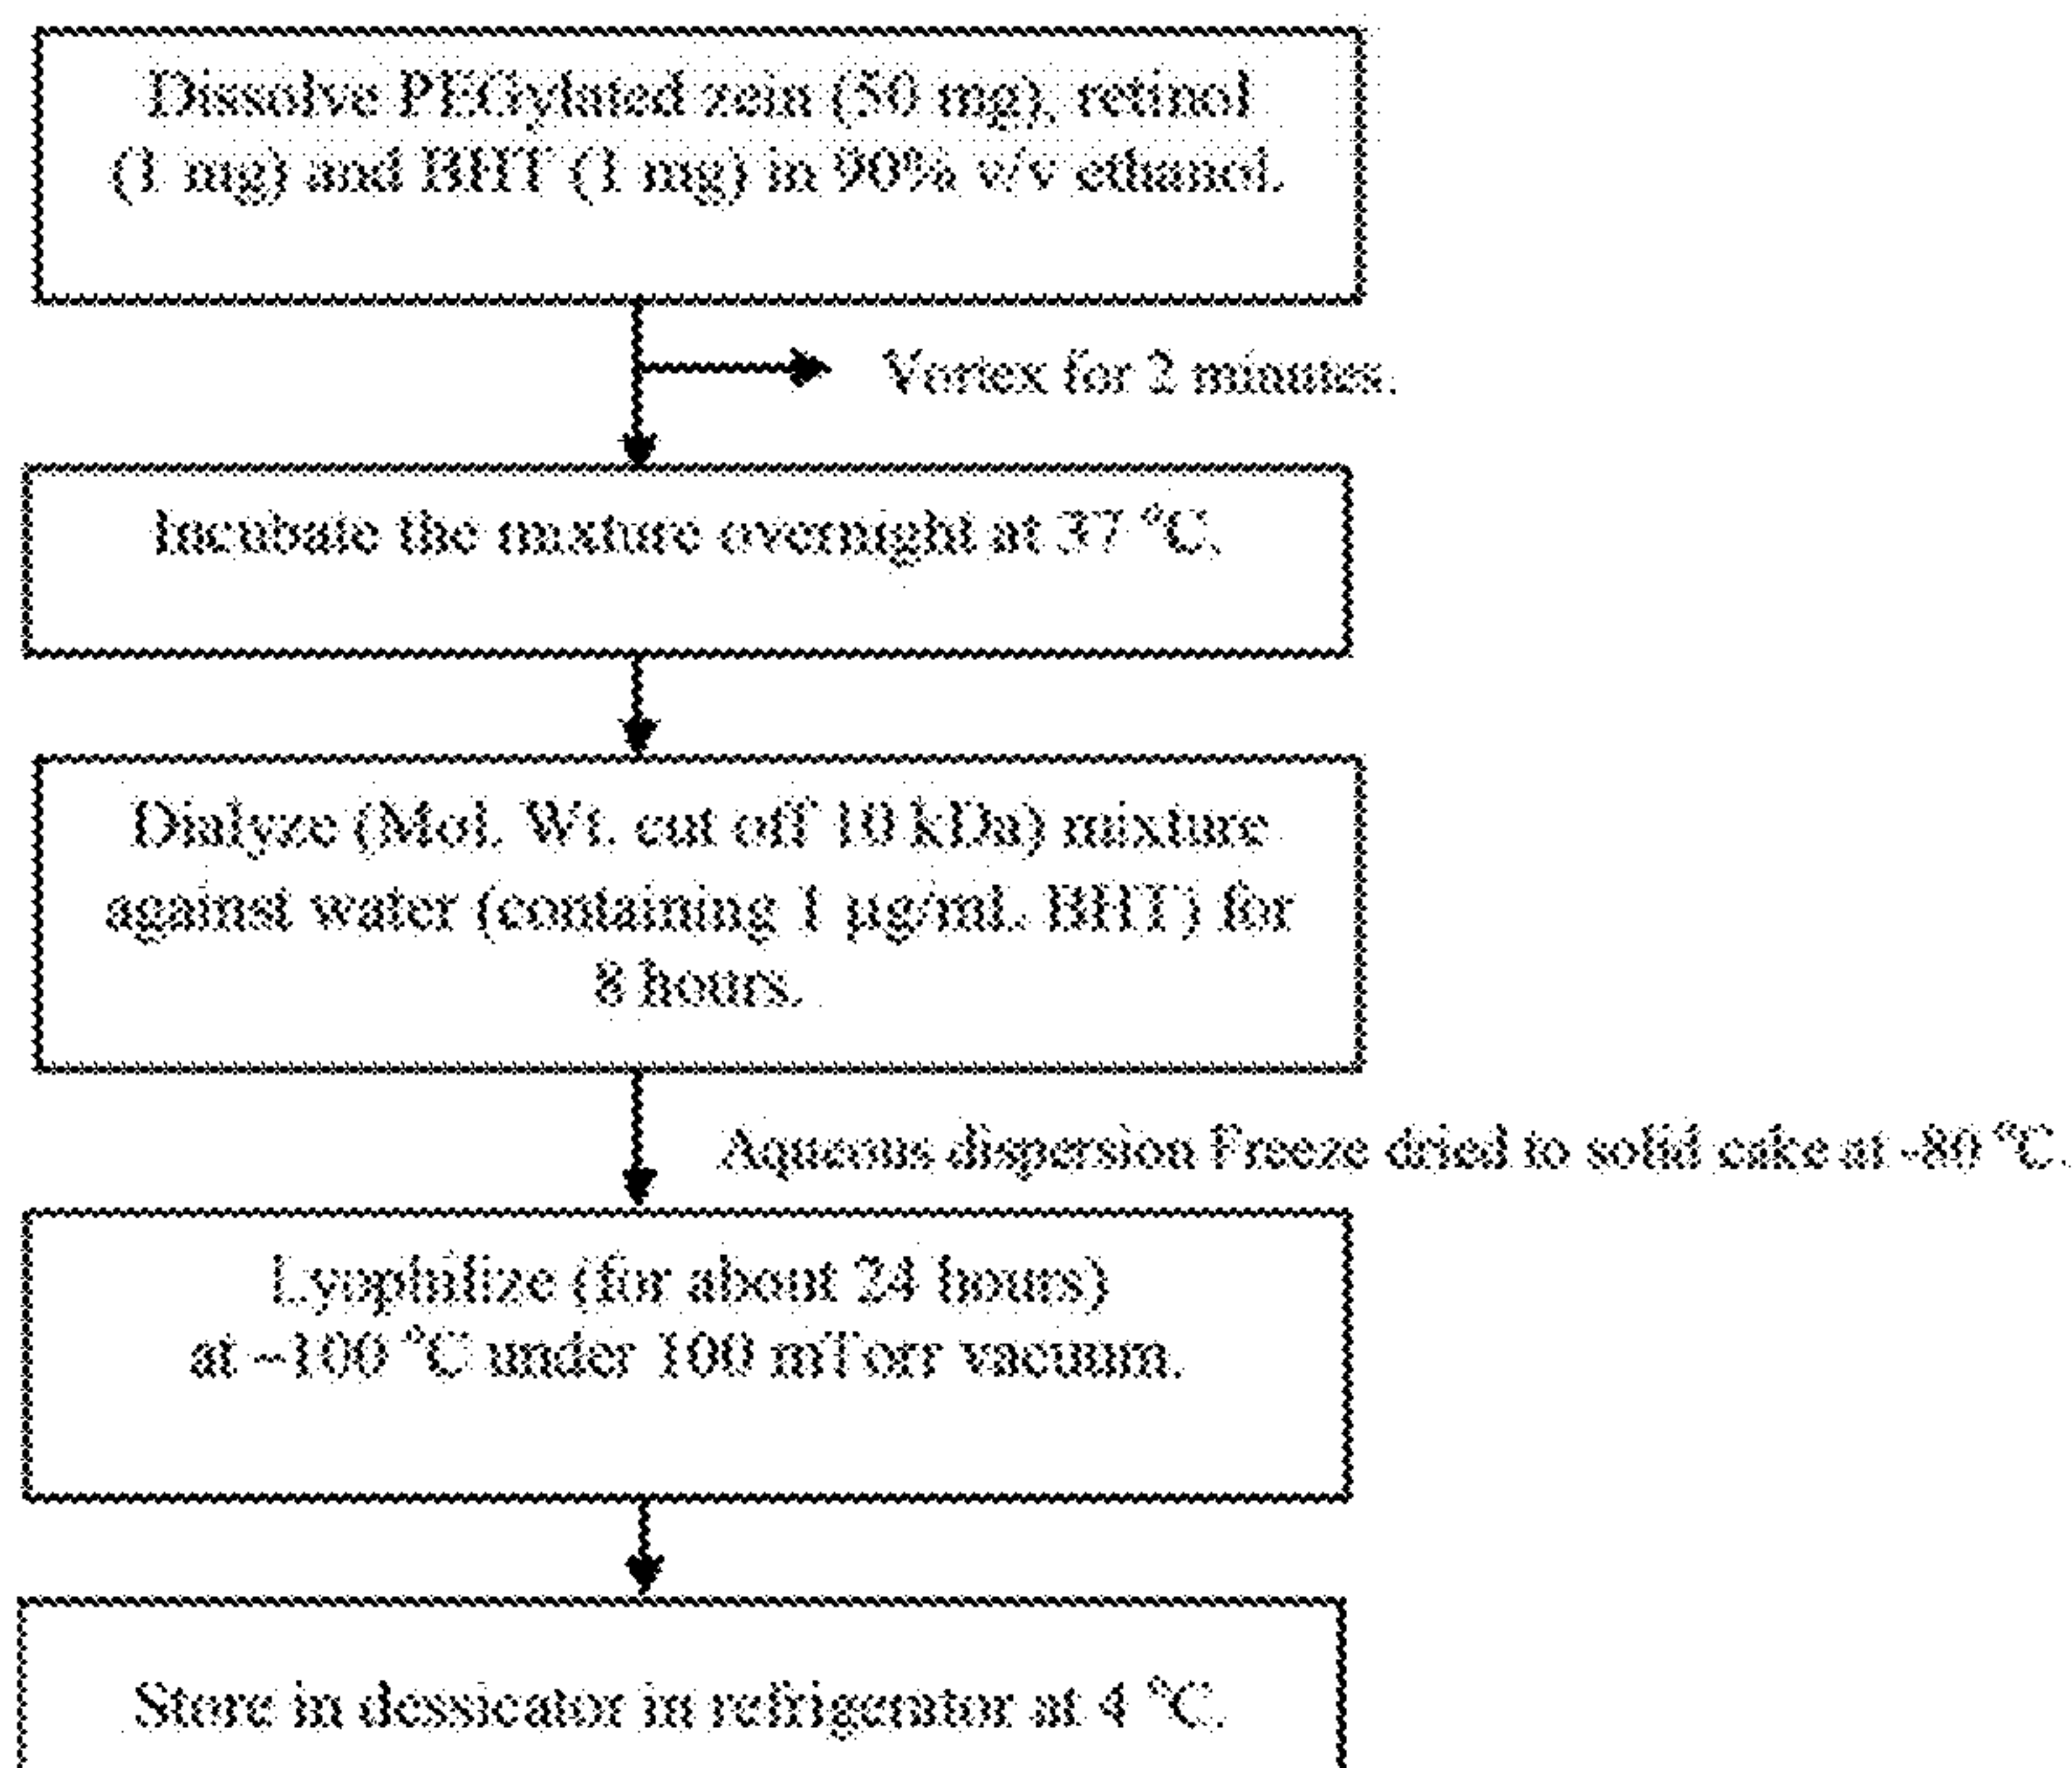 Dissolve PEGylated zein (50 mg), retinol
(1 mg) and BHT (1 mg) in 90% v/v ethanol.
Vortex for 2 minutes.
Incubate the mixture overnight at 37 °C.
Dialyze (Mol. Wt. cut off 10 kDa) mixture
against water (containing 1 µg/mL BHT) for
8 hours.
Aqueous dispersion Freeze dried to solid cake at -80 °C.
Lyophilize (for about 24 hours)
at -100 °C under 100 mTorr vacuum.
Store in dessicator in refrigerator at 4 °C.